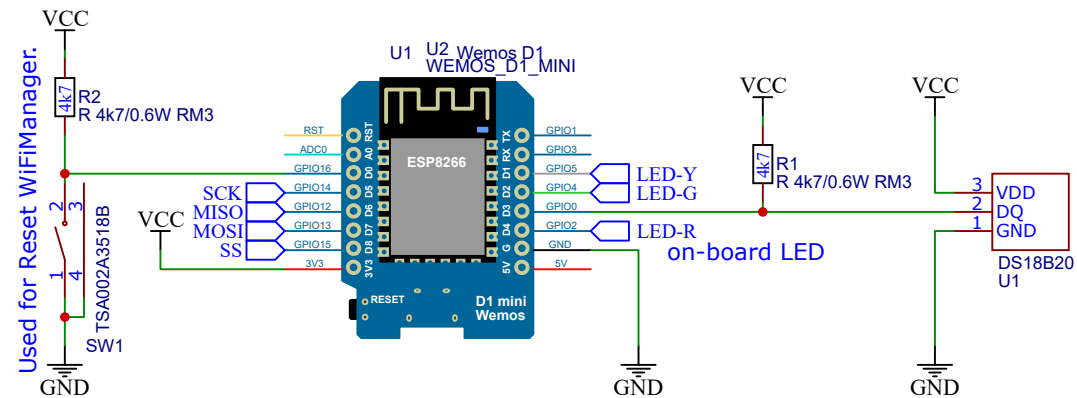 VCC
Used for Reset WiFiManager.
4k7
R2
R 4k7/0.6W RM3
2
3
1
4
TSA002A3518B
SW1
GND
VCC
SCK
MISO
MOSI
SS
U1
U2
Wemos D1
WEMOS_D1_MINI
RST
ADC0
GPIO16
GPIO14
GPIO12
GPIO13
GPIO15
3V3
RST
A0
D0
D5
D6
D7
D8
3V3
ESP8266
RESET
D1 mini
Wemos
TX
RX
D1
D2
D3
D4
G
5V
GPIO1
GPIO3
GPIO5
GPIO4
GPIO0
GPIO2
GND
5V
LED-Y
LED-G
LED-R
on-board LED
GND
VCC
4k7
R1
R 4k7/0.6W RM3
VCC
3
2
1
VDD
DQ
GND
DS18B20
U1
GND